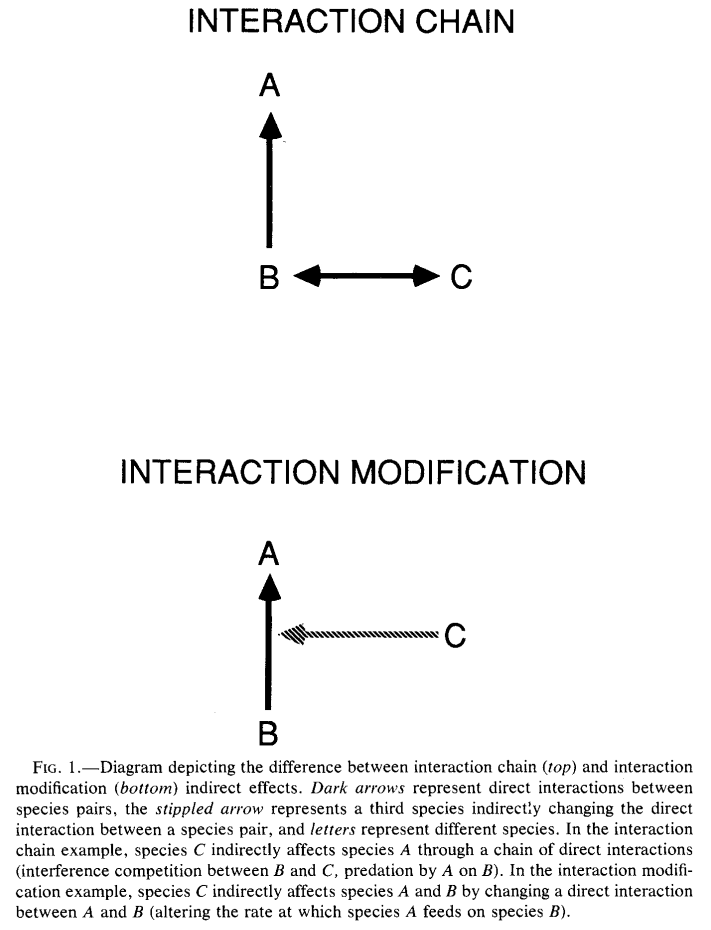 INTERACTION CHAIN
A
B
C
INTERACTION MODIFICATION
A
C
B
FIG. 1.—Diagram depicting the difference between interaction chain (top) and interaction
modification (bottom) indirect effects. Dark arrows represent direct interactions between
species pairs, the stippled arrow represents a third species indirectly changing the direct
interaction between a species pair, and letters represent different species. In the interaction
chain example, species C indirectly affects species A through a chain of direct interactions
(interference competition between B and C, predation by A on B). In the interaction modifi-
cation example, species C indirectly affects species A and B by changing a direct interaction
between A and B (altering the rate at which species A feeds on species B).